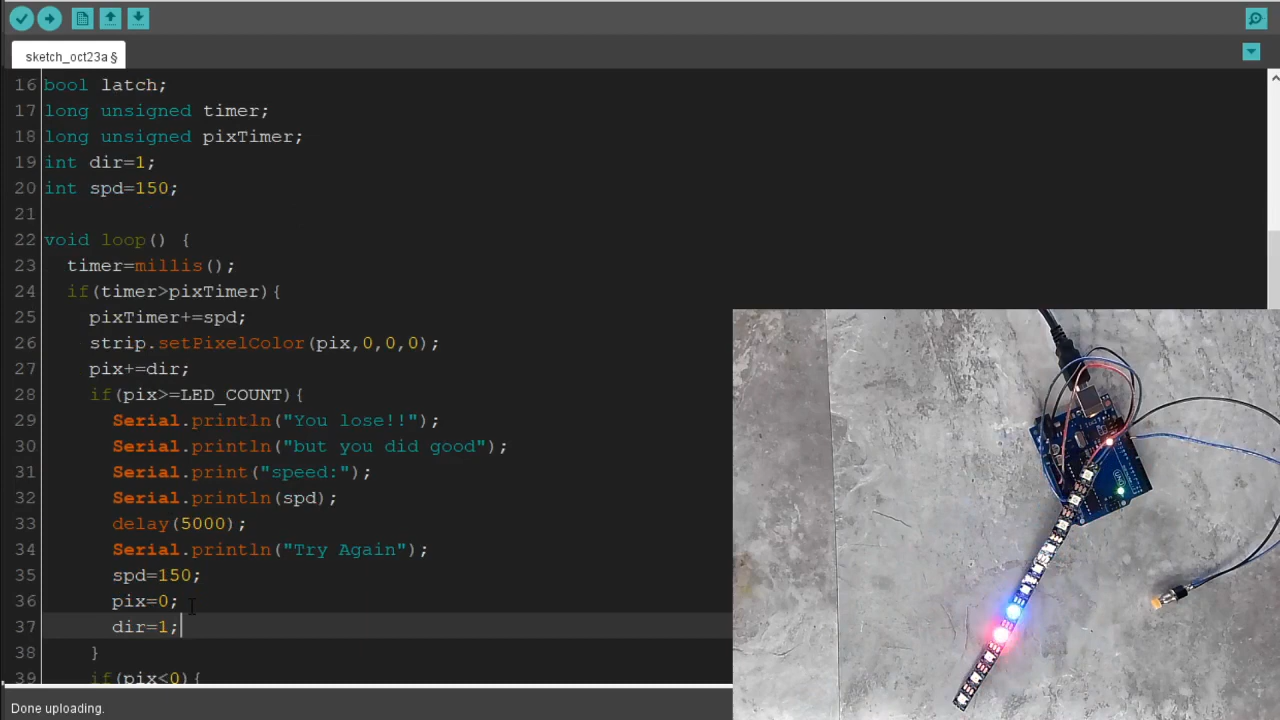 sketch_oct23a §
16 bool latch;
17 long unsigned timer;
18 long unsigned pixTimer;
19 int dir=1;
20 int spd=150;
21
22 void loop() {
23 timer=millis();
24 if(timer>pixTimer){
25 pixTimer+=spd;
26 strip.setPixelColor(pix,0,0,0);
27 pix+=dir;
28 if(pix>=LED_COUNT){
29 Serial.println("You lose!!");
30 Serial.println("but you did good");
31 Serial.print("speed:");
32 Serial.println(spd);
33 delay(5000);
34 Serial.println("Try Again");
35 spd=150;
36 pix=0;
37 dir=1;
38 }
39 if(pix<0){
Done uploading.